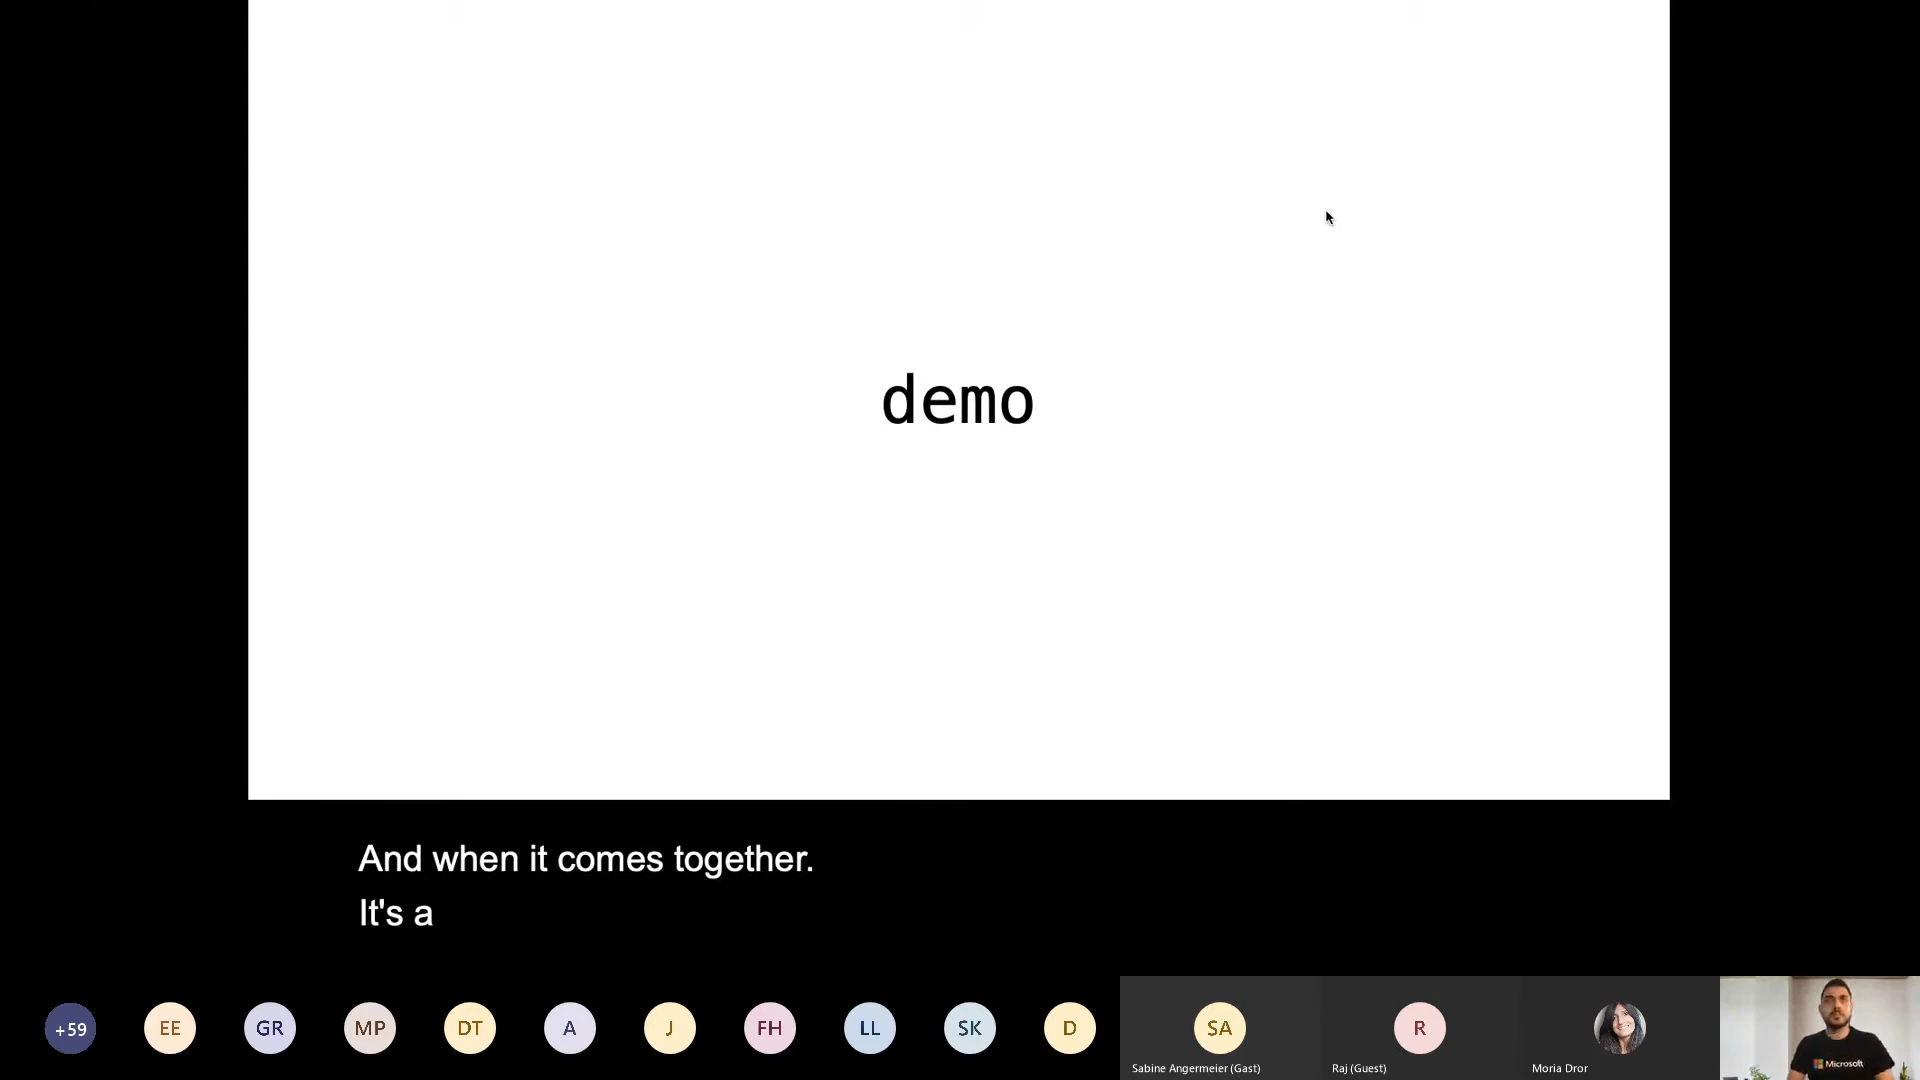 demo
And when it comes together.
It's a
+59
EE
GR
MP
DT
A
J
FH
LL
SK
D
SA
R
Sabine Angermeier (Gast)
Raj (Guest)
Moria Dror
Microsoft